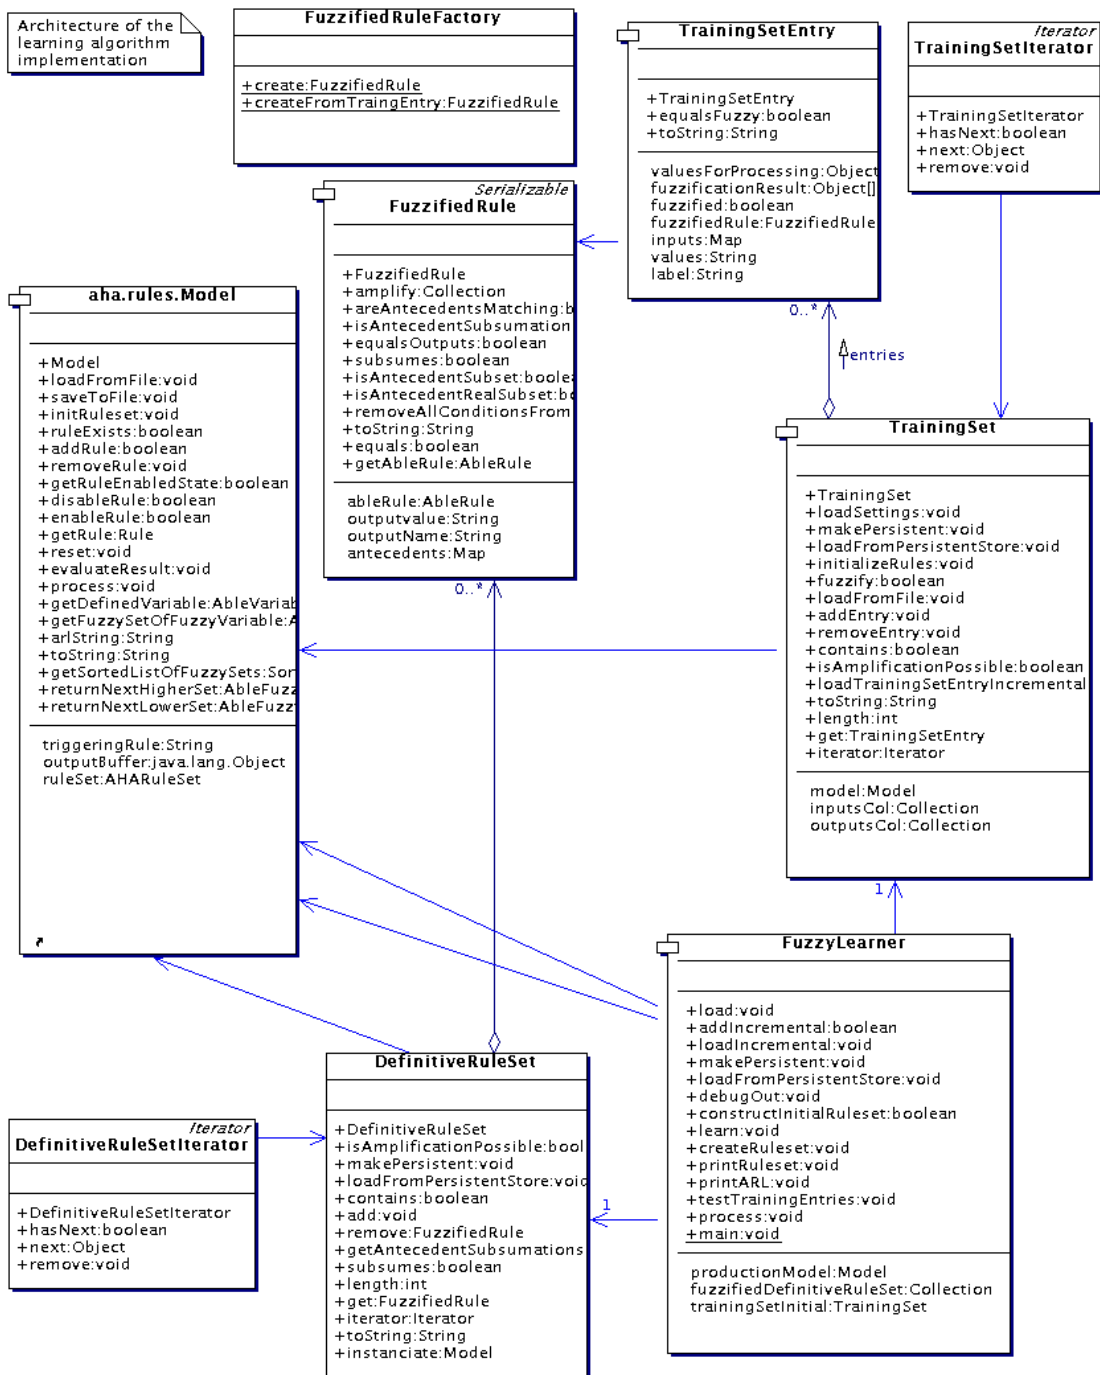 Architecture of the
learning algorithm
implementation
FuzzifiedRuleFactory
+create:FuzzifiedRule
+createFromTraingEntry:FuzzifiedRule
TrainingSetEntry
+TrainingSetEntry
+equalsFuzzy:boolean
+toString:String
valuesForProcessing:Object
fuzzificationResult:Object[]
fuzzified:boolean
fuzzifiedRule:FuzzifiedRule
inputs:Map
values:String
label:String
Iterator
TrainingSetIterator
+TrainingSetIterator
+hasNext:boolean
+next:Object
+remove:void
Serializable
FuzzifiedRule
+FuzzifiedRule
+amplify:Collection
+areAntecedentsMatching:b
+isAntecedentSubsumation
+equalsOutputs:boolean
+subsumes:boolean
+isAntecedentSubset:boolea
+isAntecedentRealSubset:bo
+removeAllConditionsFrom
+toString:String
+equals:boolean
+getAbleRule:AbleRule
ableRule:AbleRule
outputvalue:String
outputName:String
antecedents:Map
0..*
aha.rules.Model
+Model
+loadFromFile:void
+saveToFile:void
+initRuleset:void
+ruleExists:boolean
+addRule:boolean
+removeRule:void
+getRuleEnabledState:boolean
+disableRule:boolean
+enableRule:boolean
+getRule:Rule
+reset:void
+evaluateResult:void
+process:void
+getDefinedVariable:AbleVariab
+getFuzzySetOfFuzzyVariable:A
+arlString:String
+toString:String
+getSortedListOfFuzzySets:Sor
+returnNextHigherSet:AbleFuzz
+returnNextLowerSet:AbleFuzzy
triggeringRule:String
outputBuffer:java.lang.Object
ruleSet:AHARuleSet
0..*
entries
TrainingSet
+TrainingSet
+loadSettings:void
+makePersistent:void
+loadFromPersistentStore:void
+initializeRules:void
+fuzzify:boolean
+loadFromFile:void
+addEntry:void
+removeEntry:void
+contains:boolean
+isAmplificationPossible:boolean
+loadTrainingSetEntryIncremental
+toString:String
+length:int
+get:TrainingSetEntry
+iterator:Iterator
model:Model
inputsCol:Collection
outputsCol:Collection
1
FuzzyLearner
+load:void
+addIncremental:boolean
+loadIncremental:void
+makePersistent:void
+loadFromPersistentStore:void
+debugOut:void
+constructInitialRuleset:boolean
+learn:void
+createRuleset:void
+printRuleset:void
+printARL:void
+testTrainingEntries:void
+process:void
+main:void
productionModel:Model
fuzzifiedDefinitiveRuleSet:Collection
trainingSetInitial:TrainingSet
1
DefinitiveRuleSet
+DefinitiveRuleSet
+isAmplificationPossible:bool
+makePersistent:void
+loadFromPersistentStore:void
+contains:boolean
+add:void
+remove:FuzzifiedRule
+getAntecedentSubsumations
+subsumes:boolean
+length:int
+get:FuzzifiedRule
+iterator:Iterator
+toString:String
+instanciate:Model
Iterator
DefinitiveRuleSetIterator
+DefinitiveRuleSetIterator
+hasNext:boolean
+next:Object
+remove:void